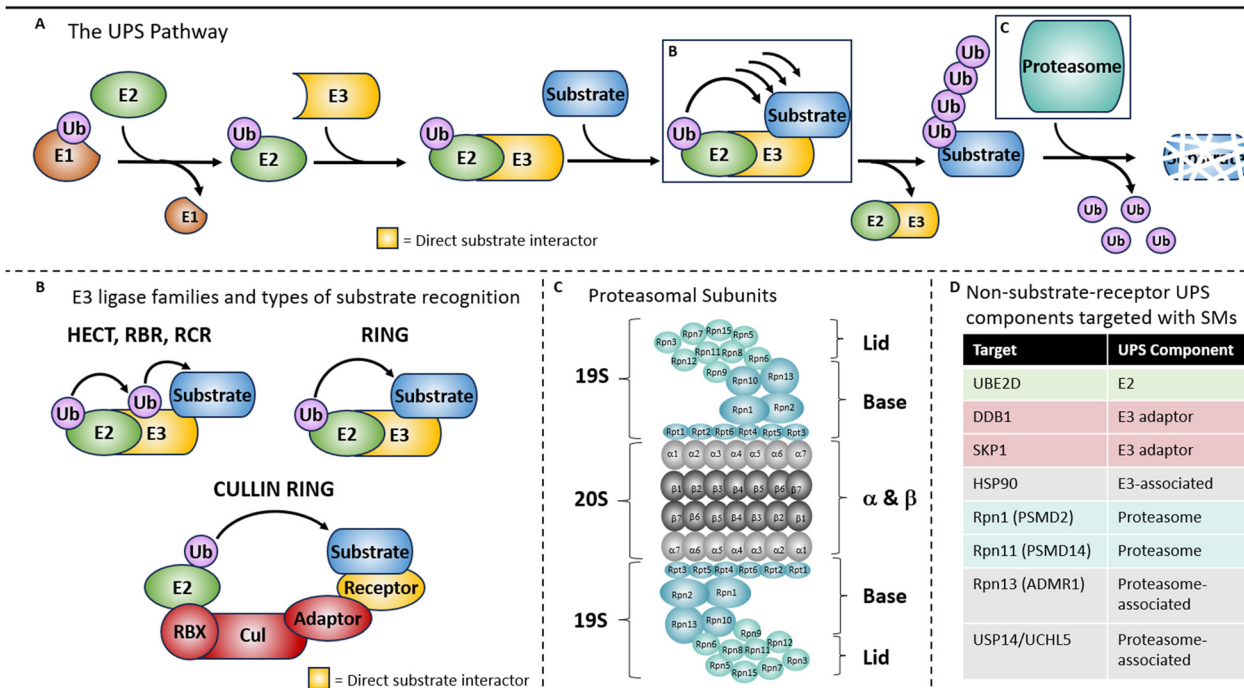 A
The UPS Pathway
Ub
E1
E2
E1
Ub
E2
E3
Ub
E2
E3
Substrate
B
Ub
E2
E3
Substrate
E2
E3
Ub
Ub
Ub
Ub
Substrate
C
Proteasome
Ub
Ub
Ub
Ub
Substrate
= Direct substrate interactor
B
E3 ligase families and types of substrate recognition
HECT, RBR, RCR
Ub
Ub
E2
E3
Substrate
RING
Ub
E2
E3
Substrate
CULLIN RING
Ub
E2
RBX
Cul
Adaptor
Receptor
Substrate
= Direct substrate interactor
C
Proteasomal Subunits
Rpn3 Rpn7 Rpn15 Rpn5
Rpn12 Rpn11 Rpn8 Rpn6
Rpn9 Rpn10 Rpn13
Rpn1 Rpn2
Rpt1 Rpt2 Rpt6 Rpt4 Rpt5 Rpt3
α1 α2 α3 α4 α5 α6 α7
β1 β2 β3 β4 β5 β6 β7
β7 β6 β5 β4 β3 β2 β1
α7 α6 α5 α4 α3 α2 α1
Rpt3 Rpt5 Rpt4 Rpt6 Rpt2 Rpt1
Rpn2 Rpn1
Rpn13 Rpn10 Rpn9
Rpn6 Rpn8 Rpn11 Rpn12
Rpn5 Rpn15 Rpn7 Rpn3
19S
20S
19S
Lid
Base
α & β
Base
Lid
D
Non-substrate-receptor UPS
components targeted with SMs
Target UPS Component
UBE2D E2
DDB1 E3 adaptor
SKP1 E3 adaptor
HSP90 E3-associated
Rpn1 (PSMD2) Proteasome
Rpn11 (PSMD14) Proteasome
Rpn13 (ADMR1) Proteasome-
associated
USP14/UCHL5 Proteasome-
associated